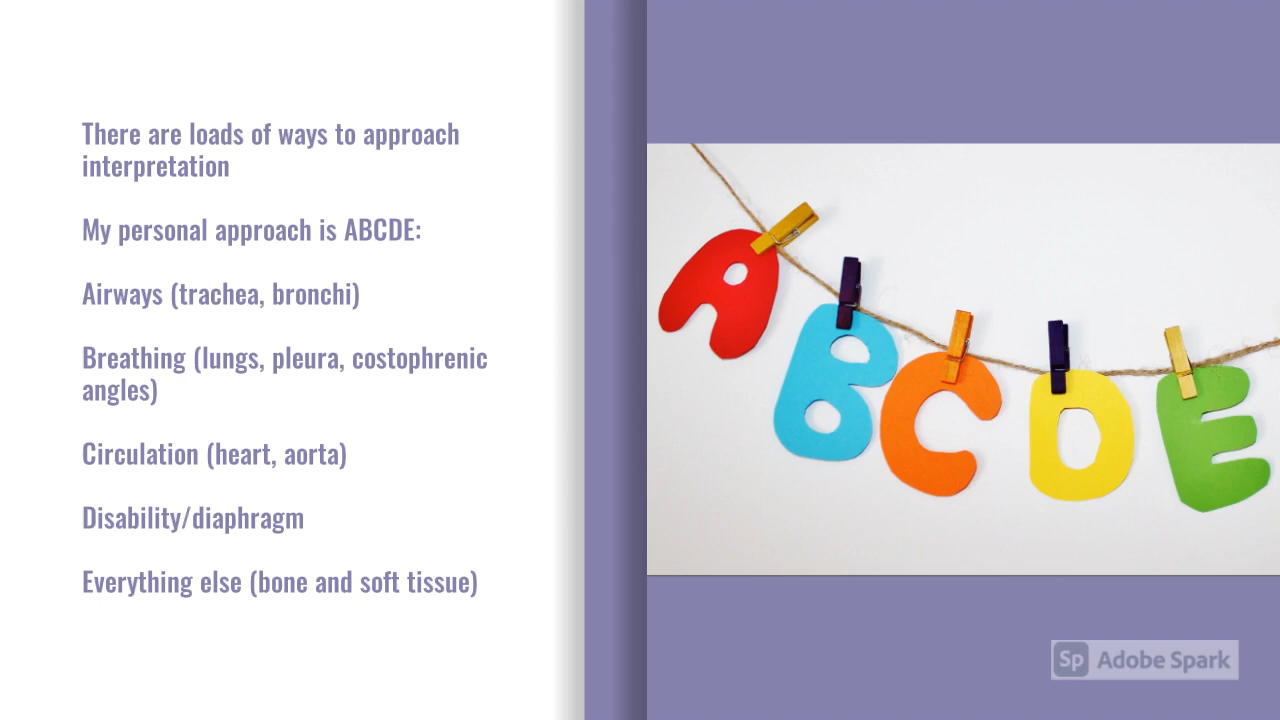 There are loads of ways to approach
interpretation
My personal approach is ABCDE:
Airways (trachea, bronchi)
Breathing (lungs, pleura, costophrenic
angles)
Circulation (heart, aorta)
Disability/diaphragm
Everything else (bone and soft tissue)
A B C D E
Sp Adobe Spark